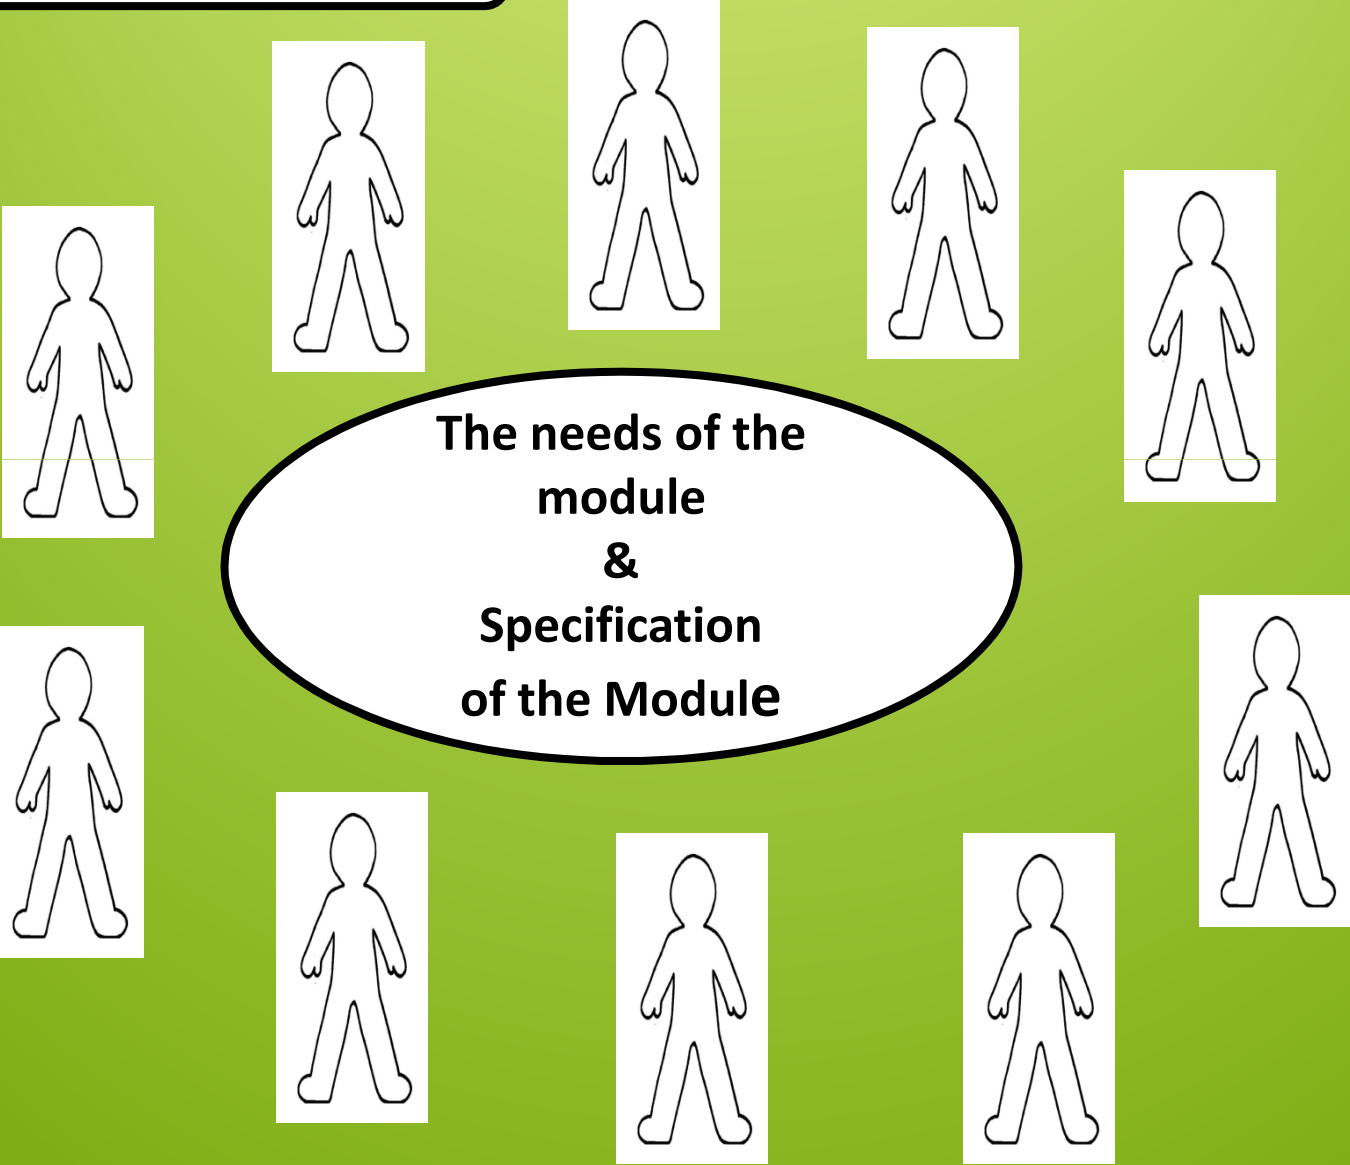 The needs of the
module
&
Specification
of the Module